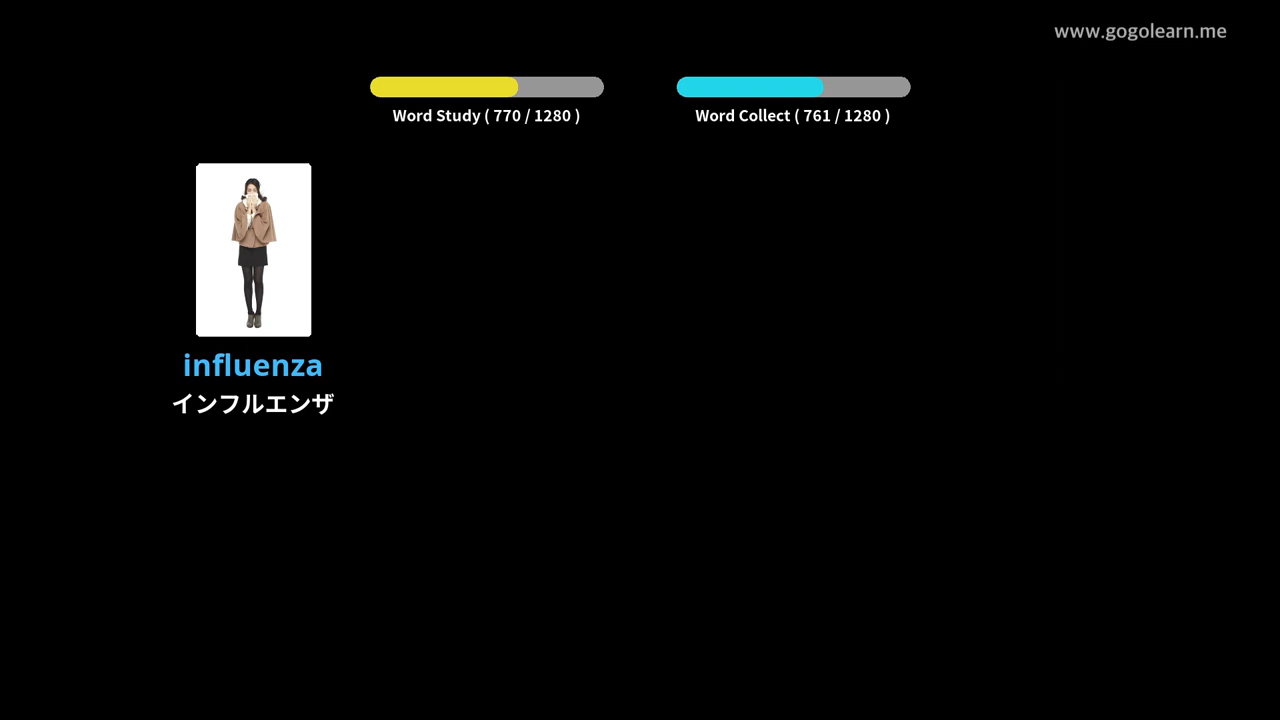 www.gogolearn.me
Word Study ( 770 / 1280 )
Word Collect ( 761 / 1280 )
influenza
インフルエンザ